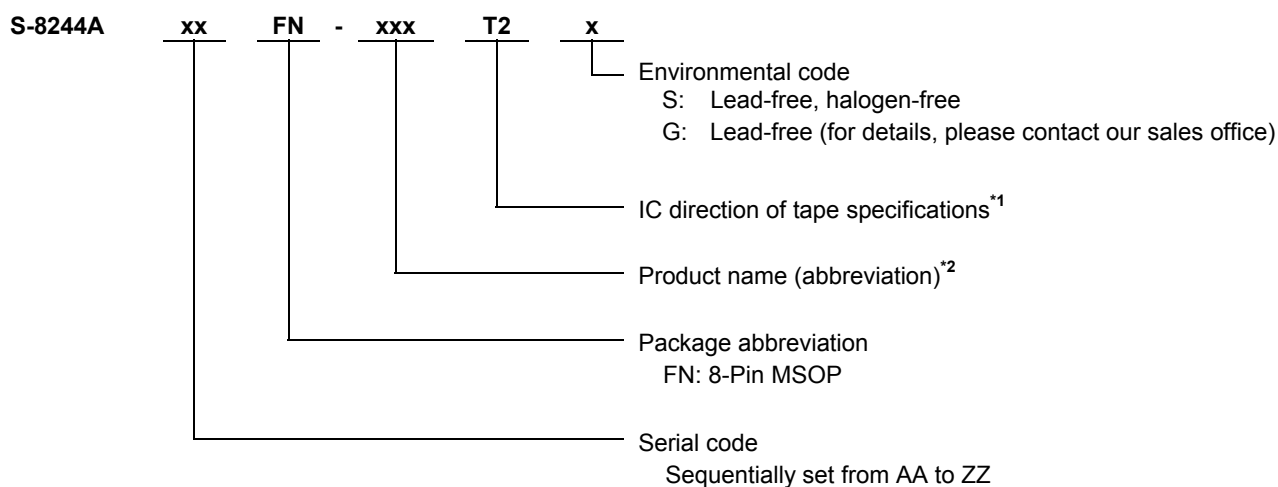 S-8244A xx FN - xxx T2 x
Environmental code
S: Lead-free, halogen-free
G: Lead-free (for details, please contact our sales office)
IC direction of tape specifications*1
Product name (abbreviation)*2
Package abbreviation
FN: 8-Pin MSOP
Serial code
Sequentially set from AA to ZZ